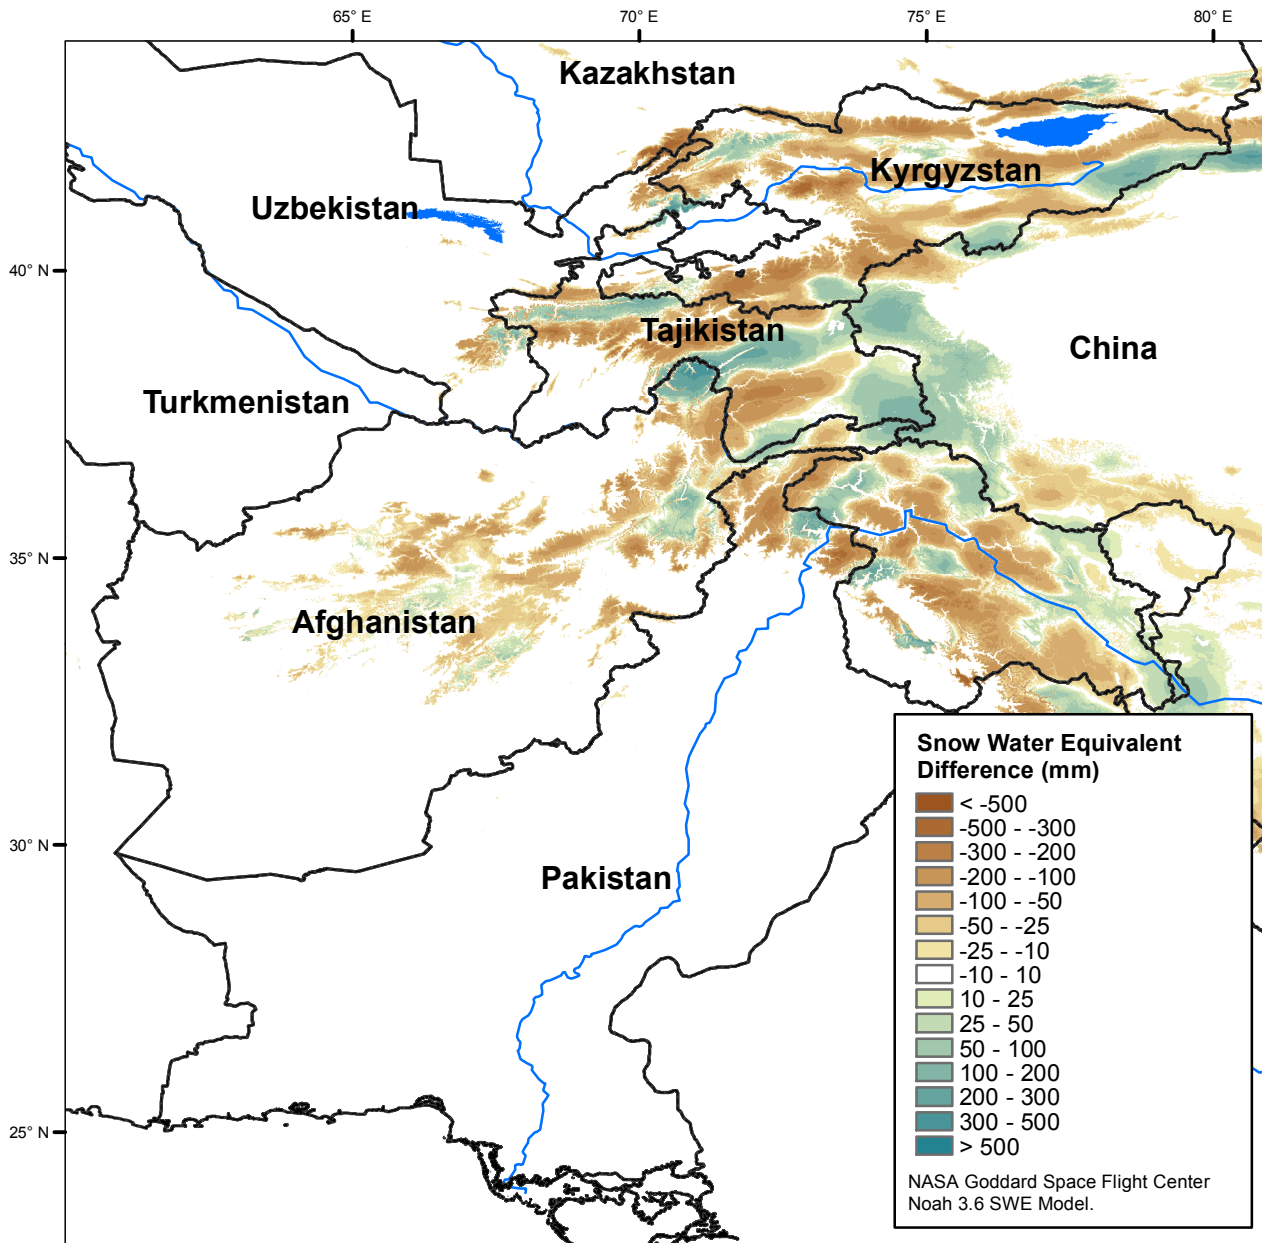 65° E
70° E
75° E
80° E
Kazakhstan
Kyrgyzstan
Uzbekistan
40° N
Tajikistan
China
Turkmenistan
35° N
Afghanistan
30° N
Pakistan
25° N
Snow Water Equivalent
Difference (mm)
< -500
-500 - -300
-300 - -200
-200 - -100
-100 - -50
-50 - -25
-25 - -10
-10 - 10
10 - 25
25 - 50
50 - 100
100 - 200
200 - 300
300 - 500
> 500
NASA Goddard Space Flight Center
Noah 3.6 SWE Model.